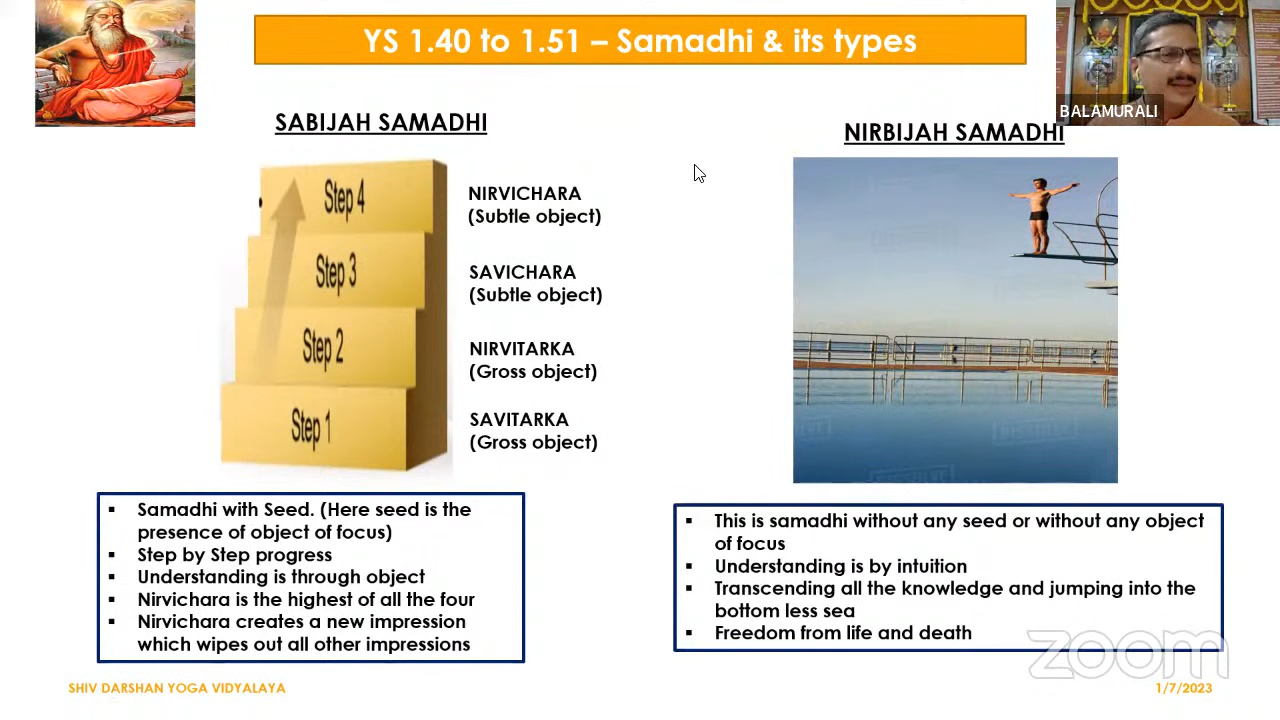 YS 1.40 to 1.51 – Samadhi & its types
BALAMURALI
SABIJAH SAMADHI
NIRBIJAH SAMADHI
Step 4
NIRVICHARA
(Subtle object)
Step 3
SAVICHARA
(Subtle object)
Step 2
NIRVITARKA
(Gross object)
Step 1
SAVITARKA
(Gross object)
▪ Samadhi with Seed. (Here seed is the
presence of object of focus)
▪ Step by Step progress
▪ Understanding is through object
▪ Nirvichara is the highest of all the four
▪ Nirvichara creates a new impression
which wipes out all other impressions
▪ This is samadhi without any seed or without any object
of focus
▪ Understanding is by intuition
▪ Transcending all the knowledge and jumping into the
bottom less sea
▪ Freedom from life and death
zoom
SHIV DARSHAN YOGA VIDYALAYA
1/7/2023